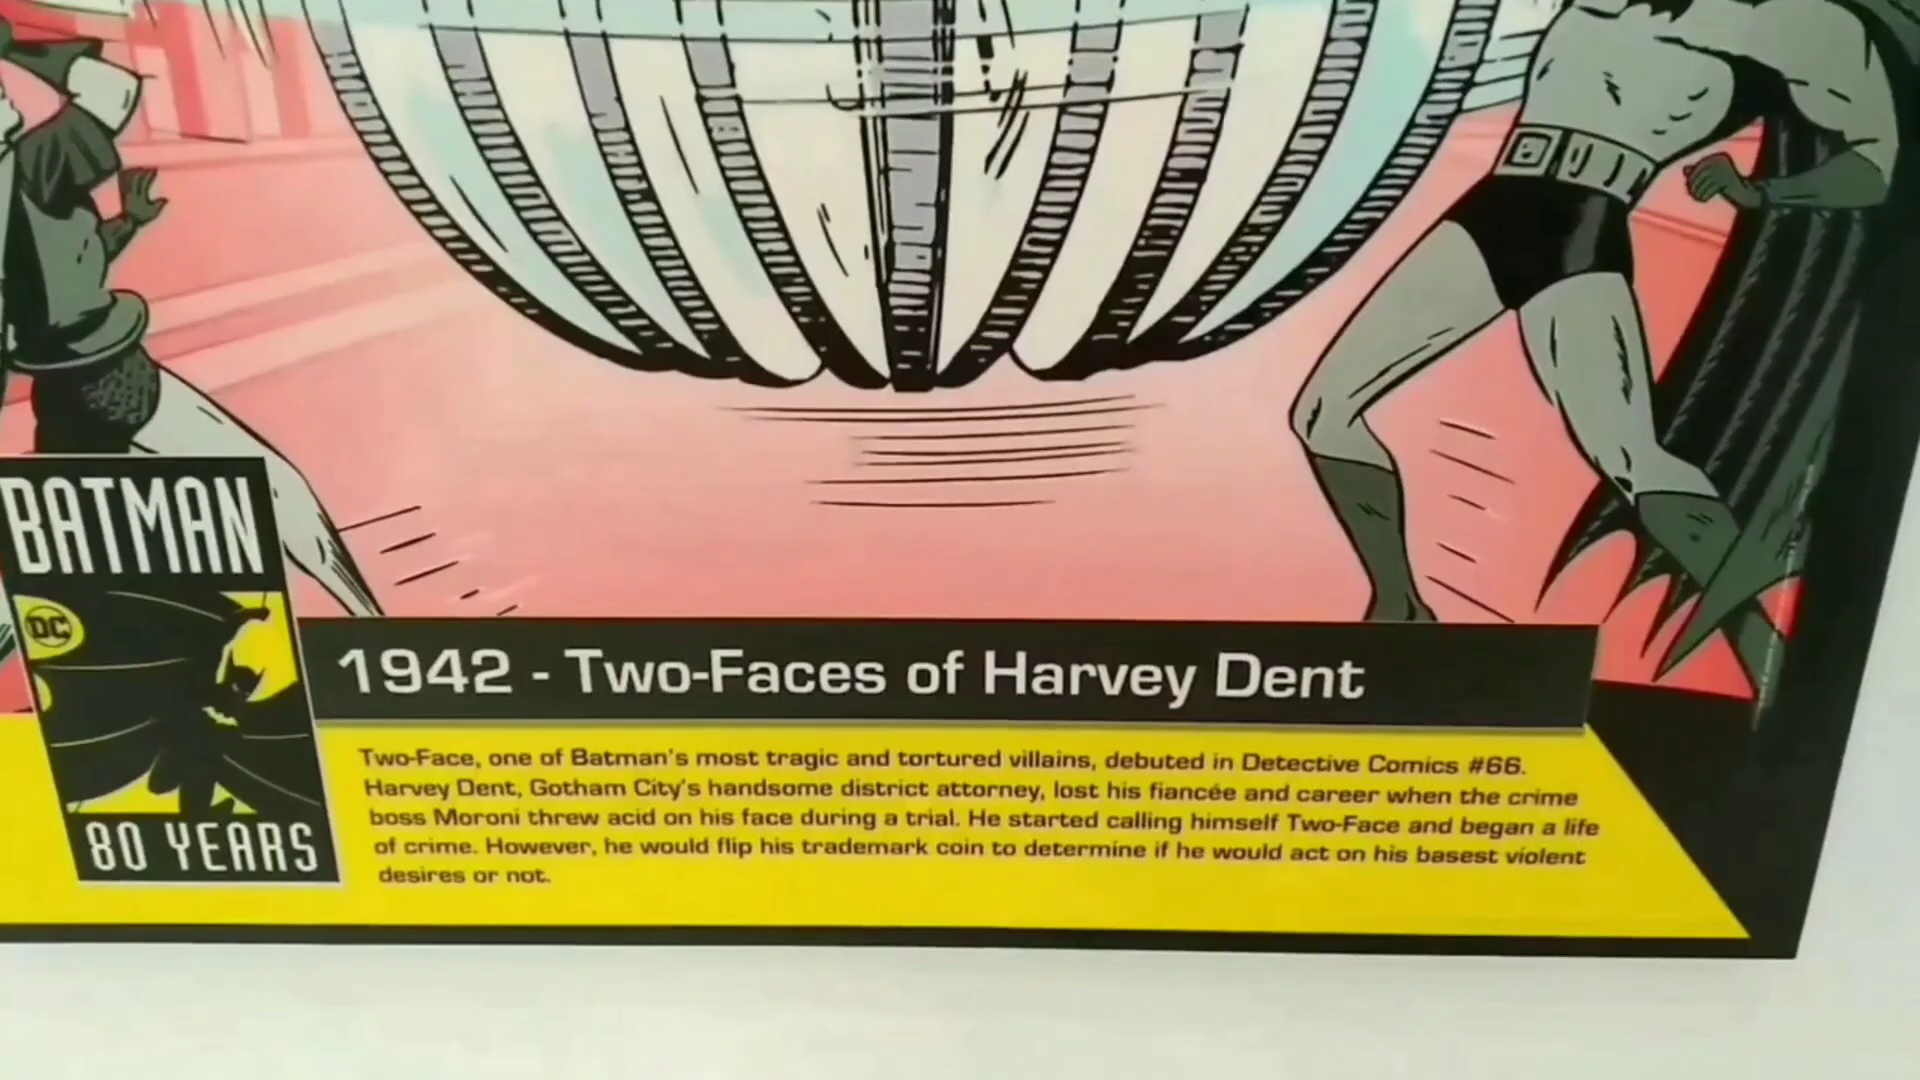 BATMAN
DC
80 YEARS
1942 - Two-Faces of Harvey Dent
Two-Face, one of Batman's most tragic and tortured villains, debuted in Detective Comics #66.
Harvey Dent, Gotham City's handsome district attorney, lost his fiancée and career when the crime
boss Moroni threw acid on his face during a trial. He started calling himself Two-Face and began a life
of crime. However, he would flip his trademark coin to determine if he would act on his basest violent
desires or not.